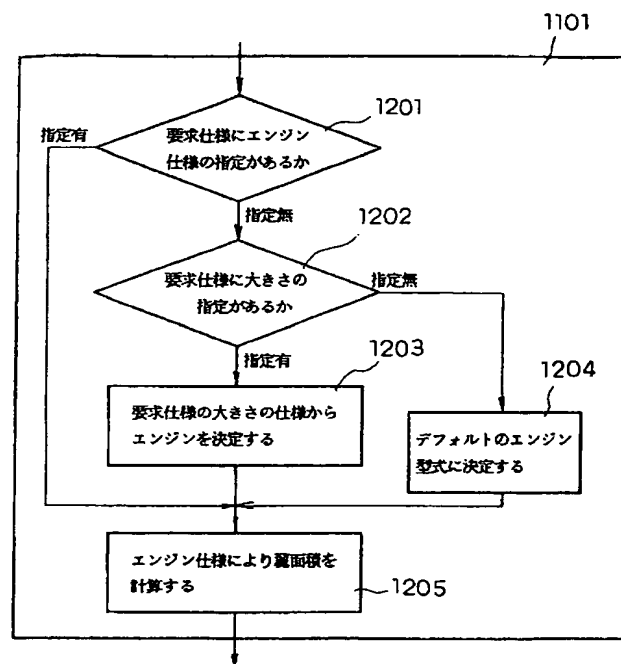 1101
1201
要求仕様にエンジン
仕様の指定があるか
指定有
指定無
1202
要求仕様に大きさの
指定があるか
指定無
指定有
1203
要求仕様の大きさの仕様から
エンジンを決定する
1204
デフォルトのエンジン
型式に決定する
エンジン仕様により翼面積を
計算する
1205